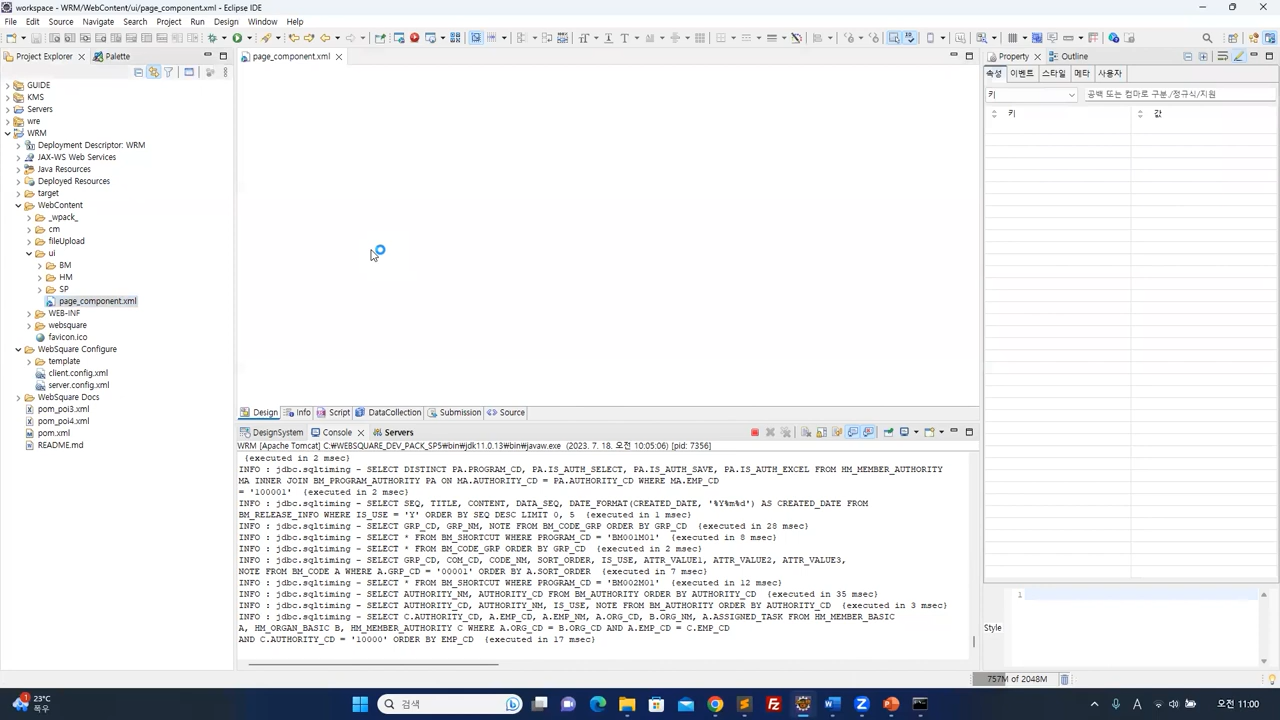 workspace - WRM/WebContent/ui/page_component.xml - Eclipse IDE
File Edit Source Navigate Search Project Run Design Window Help
Project Explorer Palette
page_component.xml
Property Outline
속성 이벤트 스타일 메타 사용자
키 공백 또는 컴마로 구분./정규식/지원
키 값
GUIDE
KMS
Servers
wre
WRM
Deployment Descriptor: WRM
JAX-WS Web Services
Java Resources
Deployed Resources
target
WebContent
_wpack_
cm
fileUpload
ui
BM
HM
SP
page_component.xml
WEB-INF
websquare
favicon.ico
WebSquare Configure
template
client.config.xml
server.config.xml
WebSquare Docs
pom_poi3.xml
pom_poi4.xml
pom.xml
README.md
Design Info Script DataCollection Submission Source
DesignSystem Console Servers
WRM [Apache Tomcat] C:￦WEBSQUARE_DEV_PACK_SP5￦bin￦jdk11.0.13￦bin￦javaw.exe (2023. 7. 18. 오전 10:05:06) [pid: 7356]
(executed in 2 msec)
INFO : jdbc.sqltiming - SELECT DISTINCT PA.PROGRAM_CD, PA.IS_AUTH_SELECT, PA.IS_AUTH_SAVE, PA.IS_AUTH_EXCEL FROM HM_MEMBER_AUTHORITY
MA INNER JOIN BM_PROGRAM_AUTHORITY PA ON MA.AUTHORITY_CD = PA.AUTHORITY_CD WHERE MA.EMP_CD
= '100001' (executed in 2 msec)
INFO : jdbc.sqltiming - SELECT SEQ, TITLE, CONTENT, DATA_SEQ, DATE_FORMAT(CREATED_DATE, '%Y%m%d') AS CREATED_DATE FROM
BM_RELEASE_INFO WHERE IS_USE = 'Y' ORDER BY SEQ DESC LIMIT 0, 5 (executed in 1 msec)
INFO : jdbc.sqltiming - SELECT GRP_CD, GRP_NM, NOTE FROM BM_CODE_GRP ORDER BY GRP_CD (executed in 28 msec)
INFO : jdbc.sqltiming - SELECT * FROM BM_SHORTCUT WHERE PROGRAM_CD = 'BM001M01' (executed in 8 msec)
INFO : jdbc.sqltiming - SELECT * FROM BM_CODE_GRP ORDER BY GRP_CD (executed in 2 msec)
INFO : jdbc.sqltiming - SELECT GRP_CD, COM_CD, CODE_NM, SORT_ORDER, IS_USE, ATTR_VALUE1, ATTR_VALUE2, ATTR_VALUE3,
NOTE FROM BM_CODE A WHERE A.GRP_CD = '00001' ORDER BY A.SORT_ORDER (executed in 7 msec)
INFO : jdbc.sqltiming - SELECT * FROM BM_SHORTCUT WHERE PROGRAM_CD = 'BM002M01' (executed in 12 msec)
INFO : jdbc.sqltiming - SELECT AUTHORITY_NM, AUTHORITY_CD FROM BM_AUTHORITY ORDER BY AUTHORITY_CD (executed in 35 msec)
INFO : jdbc.sqltiming - SELECT AUTHORITY_CD, AUTHORITY_NM, IS_USE, NOTE FROM BM_AUTHORITY ORDER BY AUTHORITY_CD (executed in 3 msec)
INFO : jdbc.sqltiming - SELECT C.AUTHORITY_CD, A.EMP_CD, A.EMP_NM, A.ORG_CD, B.ORG_NM, A.ASSIGNED_TASK FROM HM_MEMBER_BASIC
A, HM_ORGAN_BASIC B, HM_MEMBER_AUTHORITY C WHERE A.ORG_CD = B.ORG_CD AND A.EMP_CD = C.EMP_CD
AND C.AUTHORITY_CD = '10000' ORDER BY EMP_CD (executed in 17 msec)
1
Style
757M of 2048M
1
23°C
폭우
검색
A
오전 11:00